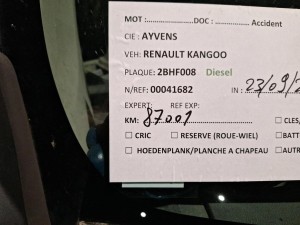 MOT :....................DOC : .............. Accident
CIE : AYVENS
VEH: RENAULT KANGOO
PLAQUE: 2BHF008 Diesel
N/REF: 00041682 IN : 23/09/2
EXPERT: REF EXP:
KM: 87001
☐ CLES/
☐ CRIC ☐ RESERVE (ROUE-WIEL) ☐ BATT
☐ HOEDENPLANK/PLANCHE A CHAPEAU ☐ AUTR